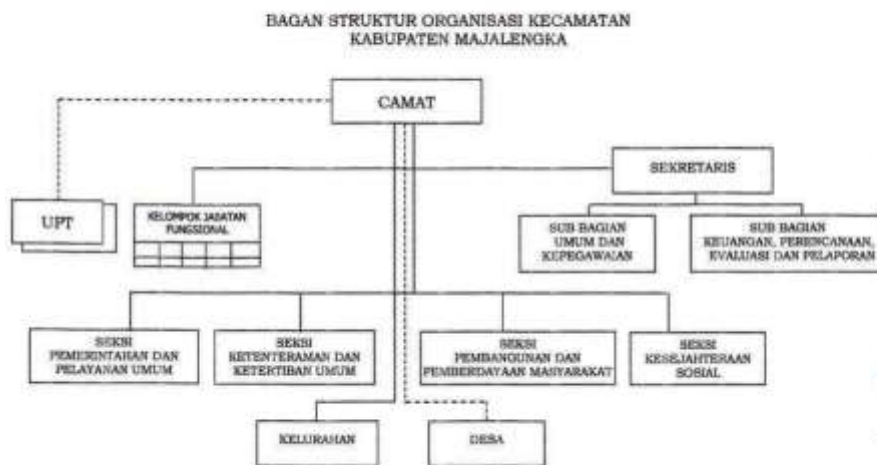 BAGAN STRUKTUR ORGANISASI KECAMATAN
KABUPATEN MAJALENGKA
CAMAT
SEKRETARIS
UPT
KELOMPOK JABATAN
FUNGSIONAL
SUB BAGIAN
UMUM DAN
KEPEGAWAIAN
SUB BAGIAN
KEUANGAN, PERENCANAAN,
EVALUASI DAN PELAPORAN
SEKSI
PEMERINTAHAN DAN
PELAYANAN UMUM
SEKSI
KETENTERAMAN DAN
KETERTIBAN UMUM
SEKSI
PEMBANGUNAN DAN
PEMBERDAYAAN MASYARAKAT
SEKSI
KESEJAHTERAAN
SOSIAL
KELURAHAN
DESA